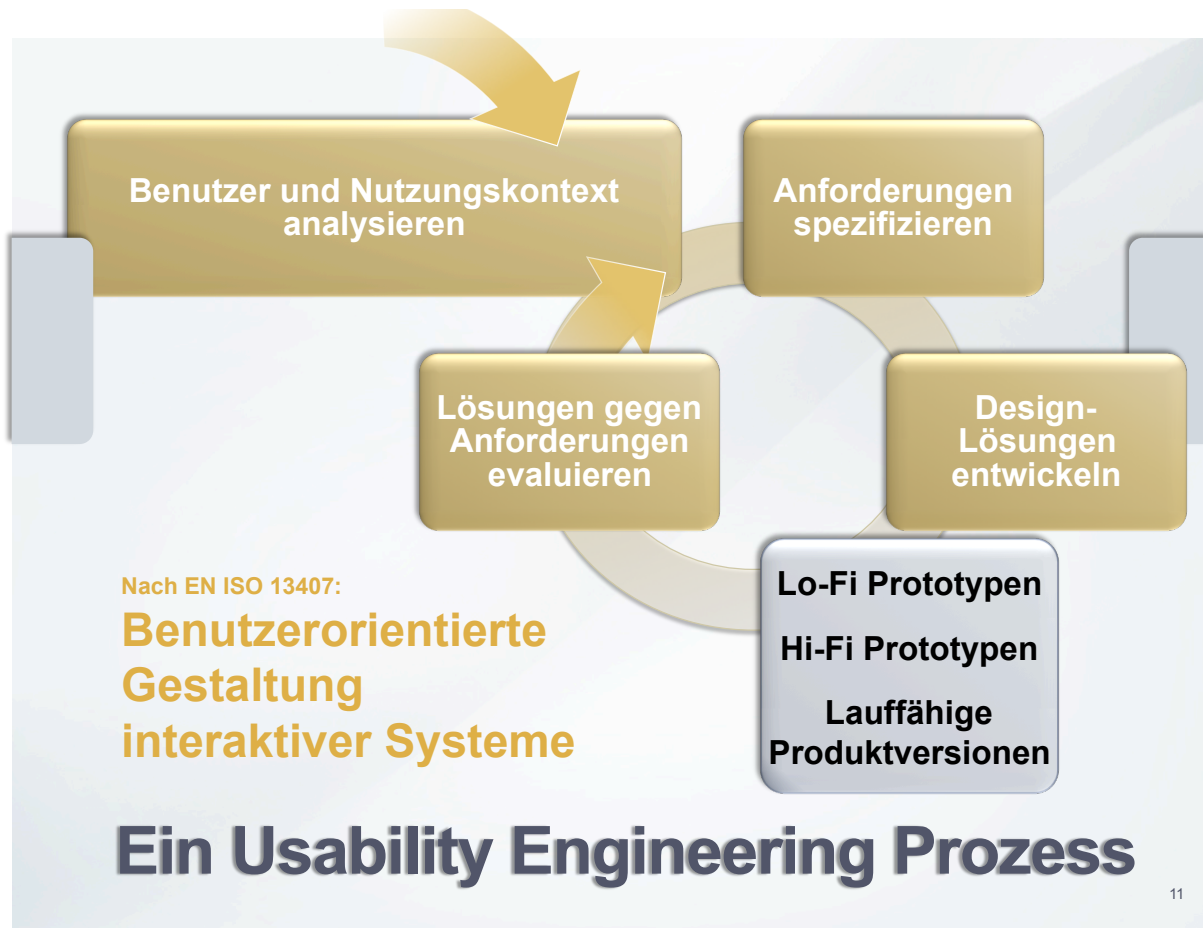 Benutzer und Nutzungskontext
analysieren
Anforderungen
spezifizieren
Lösungen gegen
Anforderungen
evaluieren
Design-
Lösungen
entwickeln
Lo-Fi Prototypen
Hi-Fi Prototypen
Lauffähige
Produktversionen
Nach EN ISO 13407:
Benutzerorientierte
Gestaltung
interaktiver Systeme
Ein Usability Engineering Prozess
11